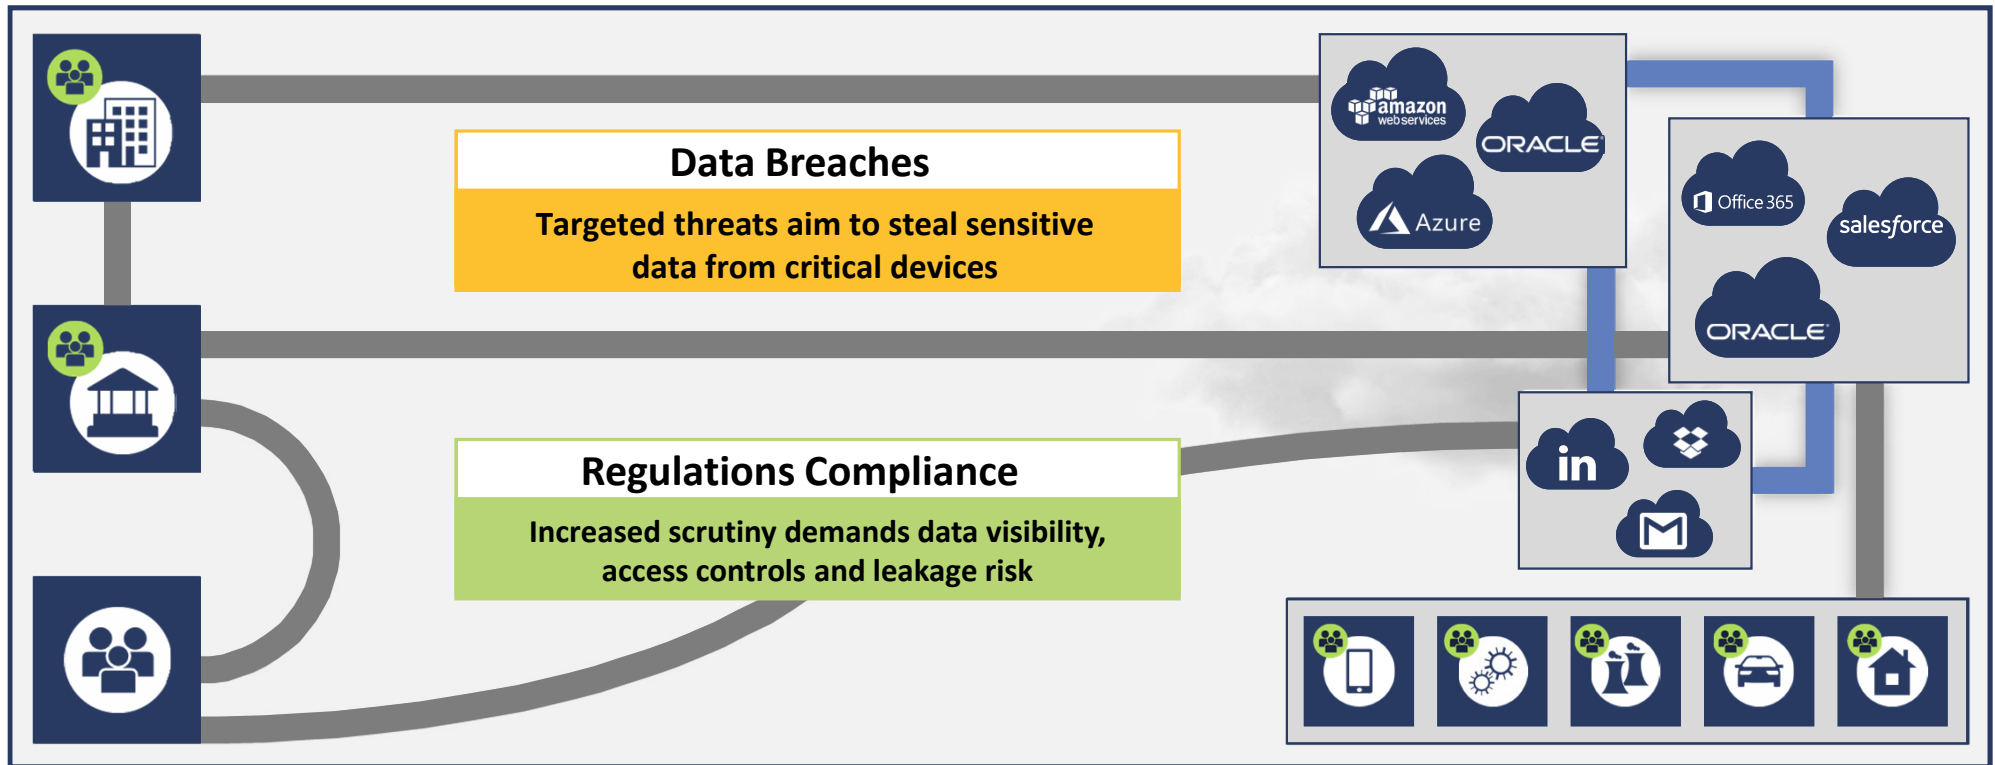 Data Breaches
Targeted threats aim to steal sensitive
data from critical devices
Regulations Compliance
Increased scrutiny demands data visibility,
access controls and leakage risk
amazon
webservices
ORACLE
Azure
Office 365
salesforce
ORACLE
in